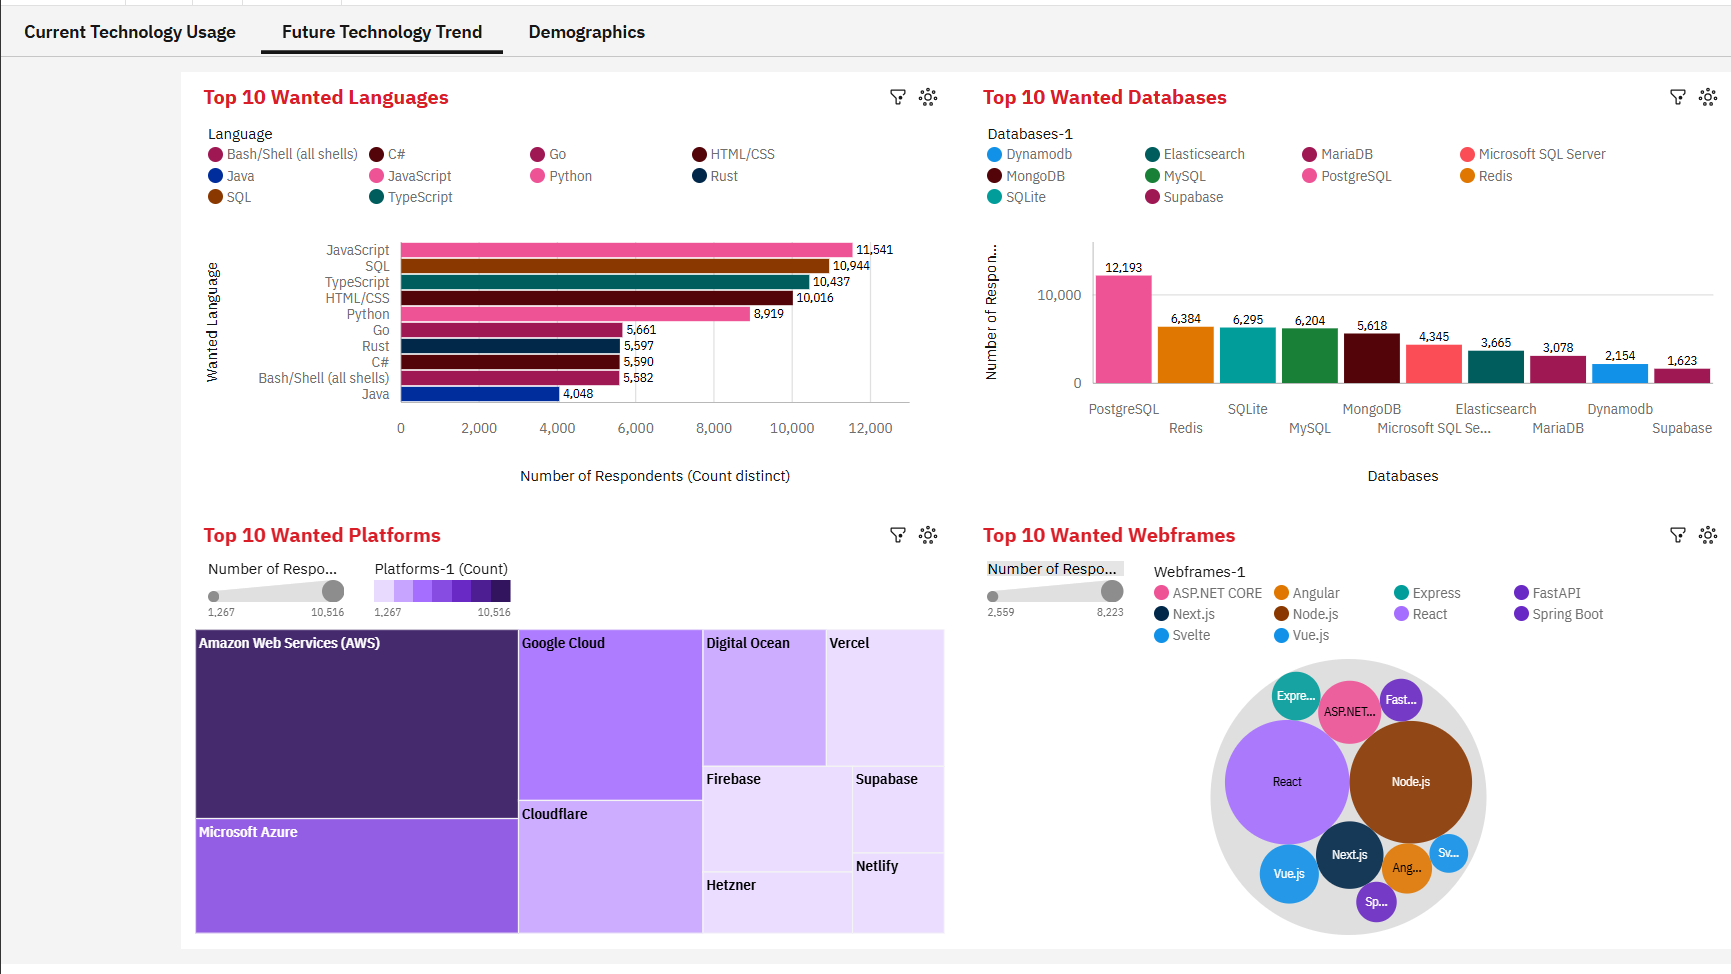 Current Technology Usage
Future Technology Trend
Demographics
Top 10 Wanted Languages
Language
Bash/Shell (all shells)
C#
Go
HTML/CSS
Java
JavaScript
Python
Rust
SQL
TypeScript
Wanted Language
JavaScript 11,541
SQL 10,944
TypeScript 10,437
HTML/CSS 10,016
Python 8,919
Go 5,661
Rust 5,597
C# 5,590
Bash/Shell (all shells) 5,582
Java 4,048
0 2,000 4,000 6,000 8,000 10,000 12,000
Number of Respondents (Count distinct)
Top 10 Wanted Databases
Databases-1
Dynamodb
Elasticsearch
MariaDB
Microsoft SQL Server
MongoDB
MySQL
PostgreSQL
Redis
SQLite
Supabase
Number of Respon...
10,000
0
12,193
6,384
6,295
6,204
5,618
4,345
3,665
3,078
2,154
1,623
PostgreSQL
Redis
SQLite
MySQL
MongoDB
Microsoft SQL Se...
Elasticsearch
MariaDB
Dynamodb
Supabase
Databases
Top 10 Wanted Platforms
Number of Respo...
1,267 10,516
Platforms-1 (Count)
1,267 10,516
Amazon Web Services (AWS)
Microsoft Azure
Google Cloud
Cloudflare
Digital Ocean
Vercel
Firebase
Supabase
Hetzner
Netlify
Top 10 Wanted Webframes
Number of Respo...
2,559 8,223
Webframes-1
ASP.NET CORE
Angular
Express
FastAPI
Next.js
Node.js
React
Spring Boot
Svelte
Vue.js
Expre...
ASP.NET...
Fast...
React
Node.js
Next.js
Vue.js
Ang...
Sv...
Sp...